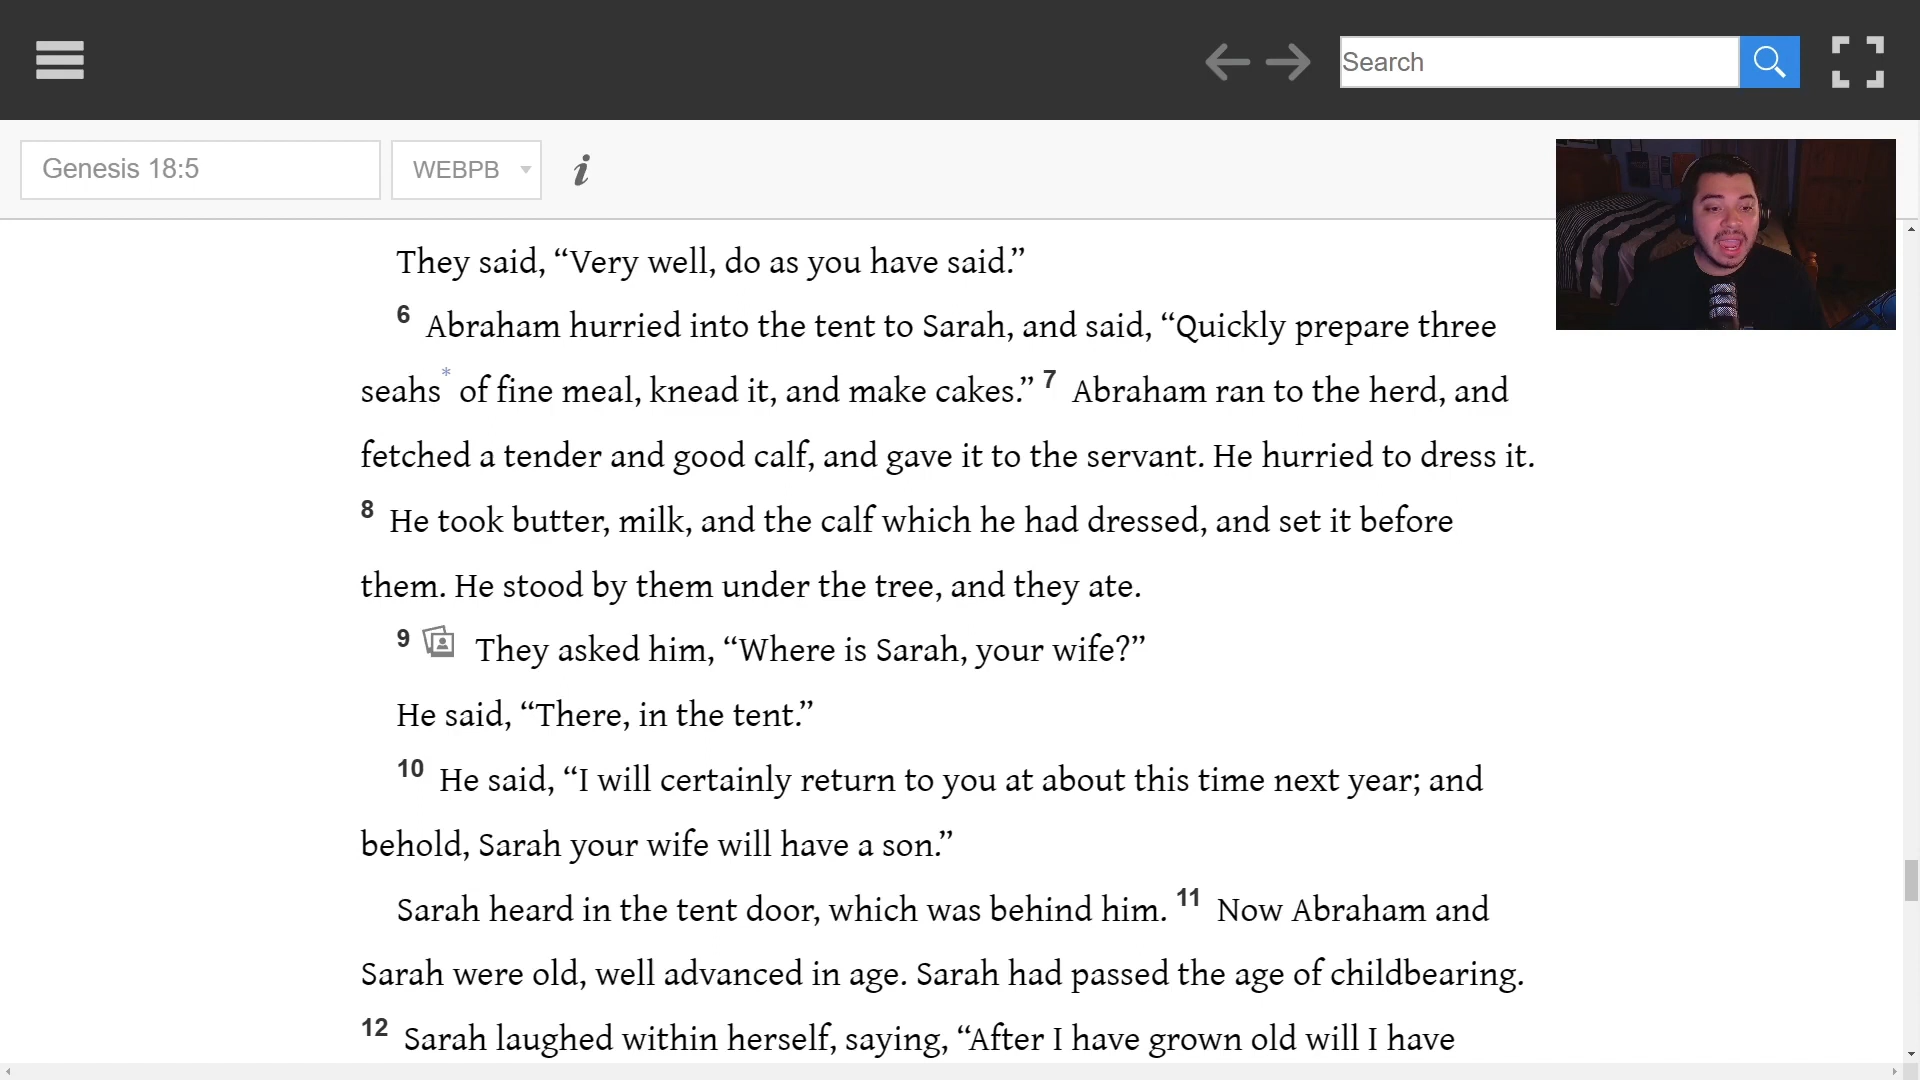 Search
Genesis 18:5
WEBPB
i
They said, “Very well, do as you have said.”
6 Abraham hurried into the tent to Sarah, and said, “Quickly prepare three
seahs* of fine meal, knead it, and make cakes.” 7 Abraham ran to the herd, and
fetched a tender and good calf, and gave it to the servant. He hurried to dress it.
8 He took butter, milk, and the calf which he had dressed, and set it before
them. He stood by them under the tree, and they ate.
9 They asked him, “Where is Sarah, your wife?”
He said, “There, in the tent.”
10 He said, “I will certainly return to you at about this time next year; and
behold, Sarah your wife will have a son.”
Sarah heard in the tent door, which was behind him. 11 Now Abraham and
Sarah were old, well advanced in age. Sarah had passed the age of childbearing.
12 Sarah laughed within herself, saying, “After I have grown old will I have